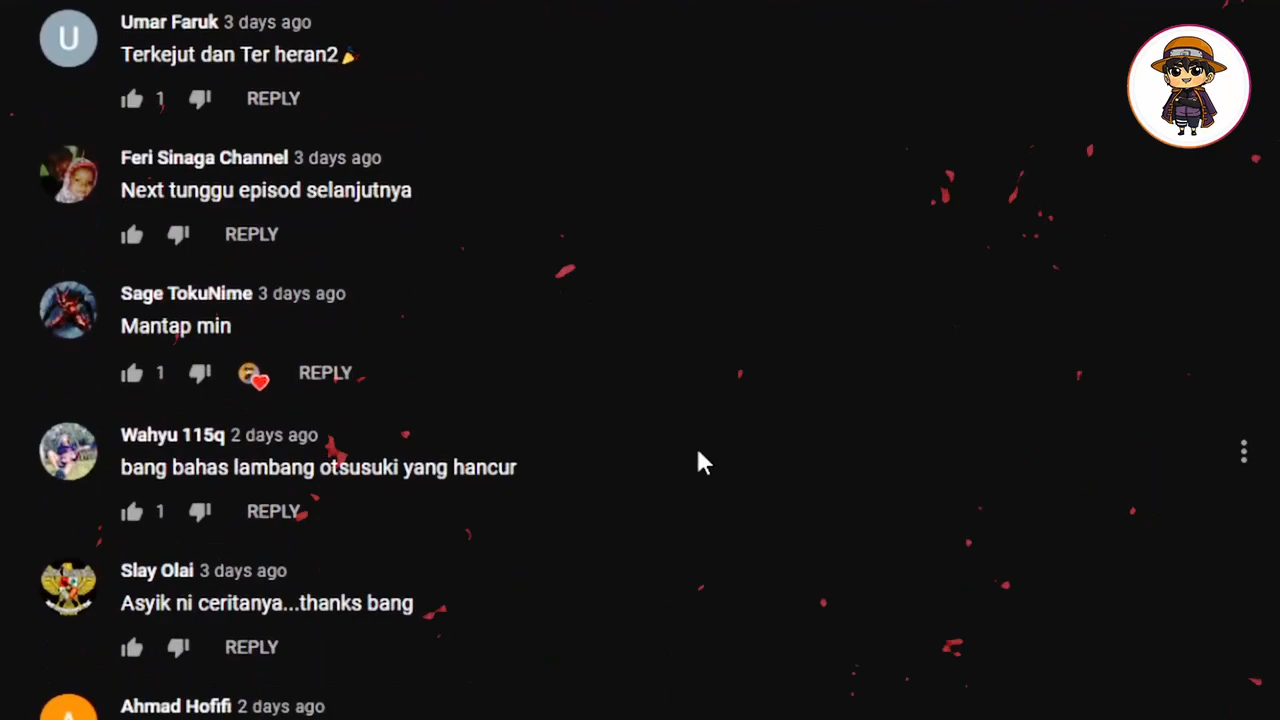 U
Umar Faruk 3 days ago
Terkejut dan Ter heran2🎉
1 REPLY
Feri Sinaga Channel 3 days ago
Next tunggu episod selanjutnya
REPLY
Sage TokuNime 3 days ago
Mantap min
1 REPLY
Wahyu 115q 2 days ago
bang bahas lambang otsusuki yang hancur
1 REPLY
Slay Olai 3 days ago
Asyik ni ceritanya...thanks bang
REPLY
A
Ahmad Hofifi 2 days ago